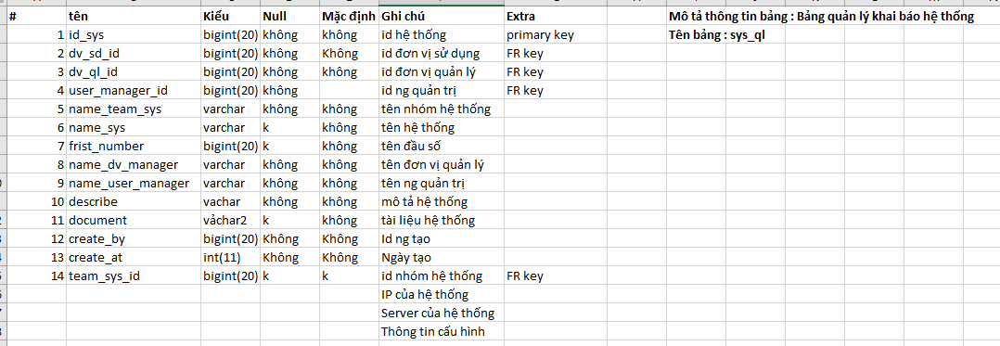 # tên Kiểu Null Mặc định Ghi chú Extra Mô tả thông tin bảng : Bảng quản lý khai báo hệ thống
1 id_sys bigint(20) không không id hệ thống primary key Tên bảng : sys_ql
2 dv_sd_id bigint(20) không Không id đơn vị sử dụng FR key
3 dv_ql_id bigint(20) không không id đơn vị quản lý FR key
4 user_manager_id bigint(20) không id ng quản trị FR key
5 name_team_sys varchar không không tên nhóm hệ thống
6 name_sys varchar k không tên hệ thống
7 frist_number bigint(20) k không tên đầu số
8 name_dv_manager varchar không không tên đơn vị quản lý
9 name_user_manager varchar không không tên ng quản trị
10 describe vachar không không mô tả hệ thống
11 document vảchar2 k không tài liệu hệ thống
12 create_by bigint(20) Không Không Id ng tạo
13 create_at int(11) Không Không Ngày tạo
14 team_sys_id bigint(20) k k id nhóm hệ thống FR key
IP của hệ thống
Server của hệ thống
Thông tin cấu hình